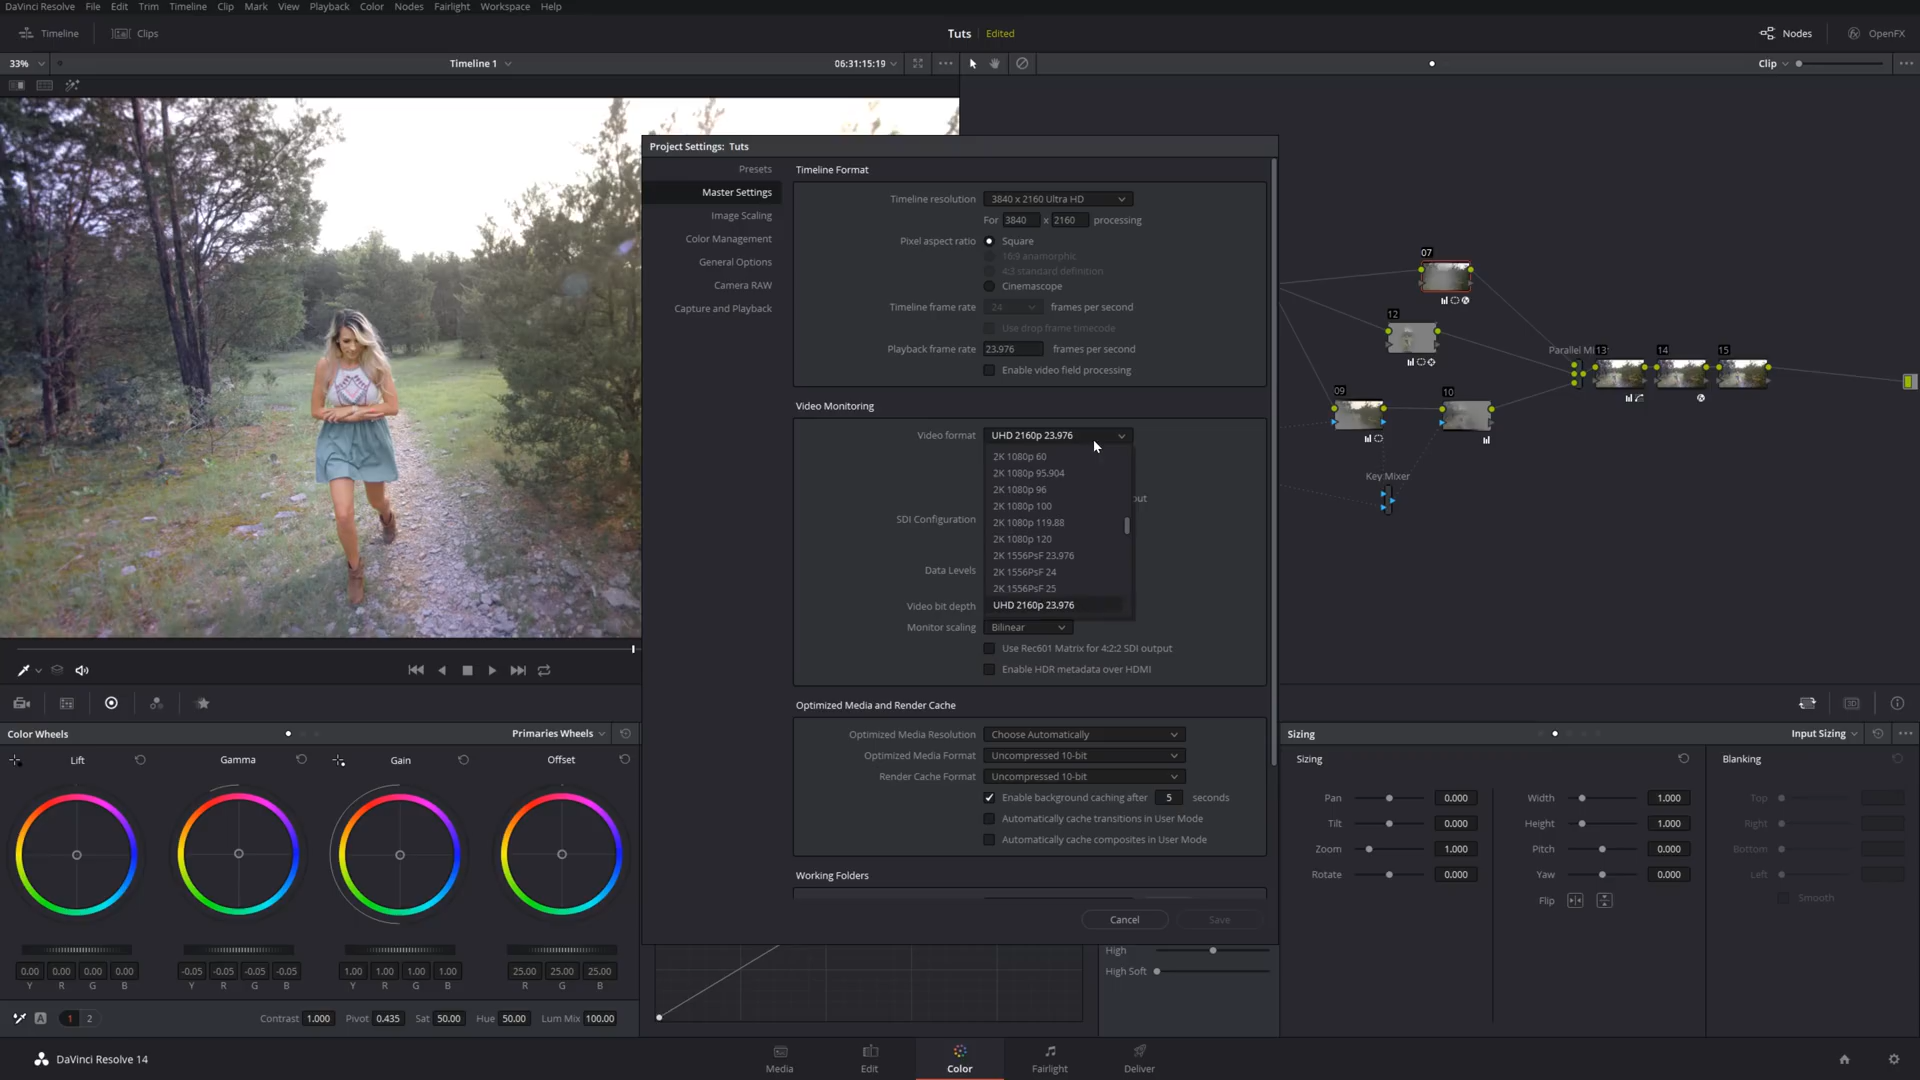 DaVinci Resolve File Edit Trim Timeline Clip Mark View Playback Color Nodes Fairlight Workspace Help
Timeline Clips Tuts Edited Nodes OpenFX
33% Timeline 1 06:31:15:19 Clip
Project Settings: Tuts
Presets
Master Settings
Image Scaling
Color Management
General Options
Camera RAW
Capture and Playback
Timeline Format
Timeline resolution 3840 x 2160 Ultra HD
For 3840 x 2160 processing
Pixel aspect ratio Square
16:9 anamorphic
4:3 standard definition
Cinemascope
Timeline frame rate 24 frames per second
Use drop frame timecode
Playback frame rate 23.976 frames per second
Enable video field processing
Video Monitoring
Video format UHD 2160p 23.976
2K 1080p 60
2K 1080p 95.904
2K 1080p 96
2K 1080p 100
2K 1080p 119.88
2K 1080p 120
2K 1556PsF 23.976
2K 1556PsF 24
2K 1556PsF 25
UHD 2160p 23.976
SDI Configuration
Data Levels
Video bit depth
Monitor scaling Bilinear
Use Rec601 Matrix for 4:2:2 SDI output
Enable HDR metadata over HDMI
Optimized Media and Render Cache
Optimized Media Resolution Choose Automatically
Optimized Media Format Uncompressed 10-bit
Render Cache Format Uncompressed 10-bit
Enable background caching after 5 seconds
Automatically cache transitions in User Mode
Automatically cache composites in User Mode
Working Folders
Cancel Save
07
12
Parallel Mi 13 14 15
09 10
Key Mixer
Color Wheels Primaries Wheels
Lift Gamma Gain Offset
0.00 0.00 0.00 0.00 -0.05 -0.05 -0.05 -0.05 1.00 1.00 1.00 1.00 25.00 25.00 25.00
Y R G B Y R G B Y R G B R G B
A 1 2 Contrast 1.000 Pivot 0.435 Sat 50.00 Hue 50.00 Lum Mix 100.00
High
High Soft
Sizing Input Sizing
Sizing Blanking
Pan 0.000 Width 1.000 Top
Tilt 0.000 Height 1.000 Right
Zoom 1.000 Pitch 0.000 Bottom
Rotate 0.000 Yaw 0.000 Left
Flip Smooth
DaVinci Resolve 14 Media Edit Color Fairlight Deliver